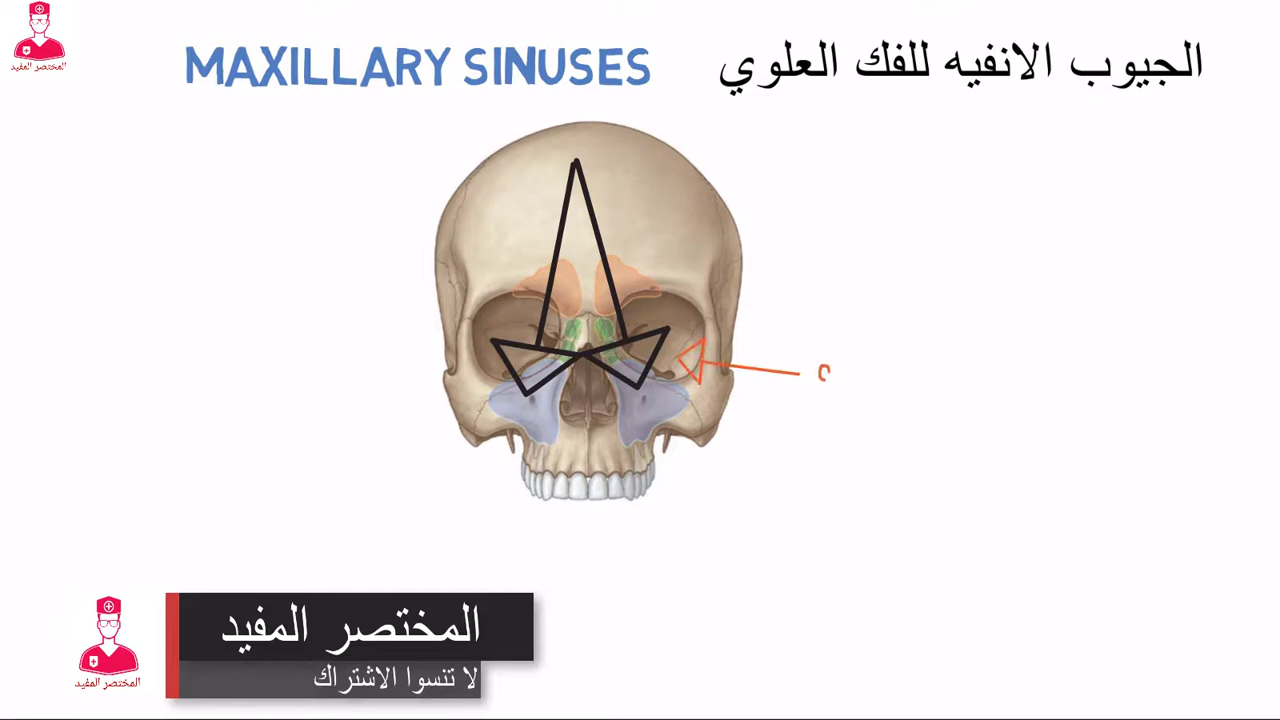 المختصر المفيد
MAXILLARY SINUSES
الجيوب الانفيه للفك العلوي
المختصر المفيد
لا تنسوا الاشتراك
المختصر المفيد